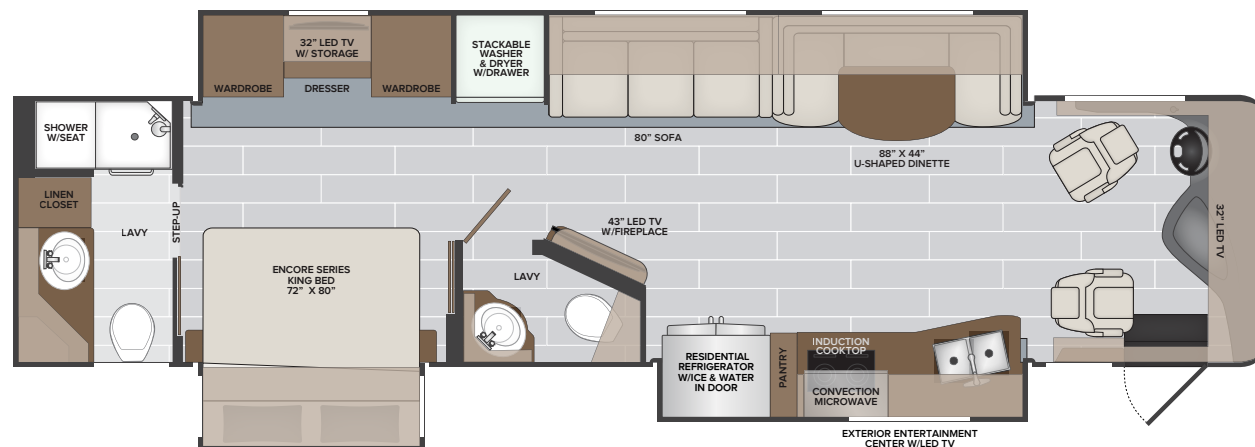 32” LED TV
W/ STORAGE
WARDROBE
DRESSER
WARDROBE
STACKABLE
WASHER
& DRYER
W/DRAWER
SHOWER
W/SEAT
80” SOFA
88” X 44”
U-SHAPED DINETTE
LINEN
CLOSET
LAVY
STEP-UP
43” LED TV
W/FIREPLACE
32” LED TV
ENCORE SERIES
KING BED
72” X 80”
LAVY
RESIDENTIAL
REFRIGERATOR
W/ICE & WATER
IN DOOR
PANTRY
INDUCTION
COOKTOP
CONVECTION
MICROWAVE
EXTERIOR ENTERTAINMENT
CENTER W/LED TV